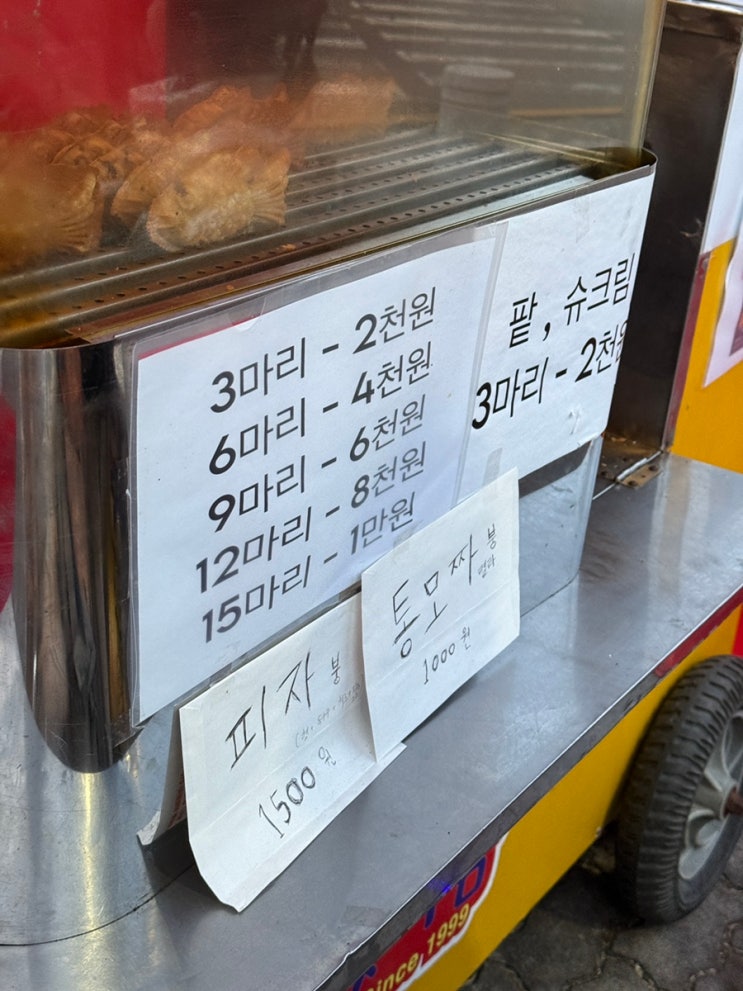 3마리 - 2천원
6마리 - 4천원
9마리 - 6천원
12마리 - 8천원
15마리 - 1만원
팥, 슈크림
3마리 - 2천원
통모짜 붕
1000원
피자 붕
1500원
since 1999